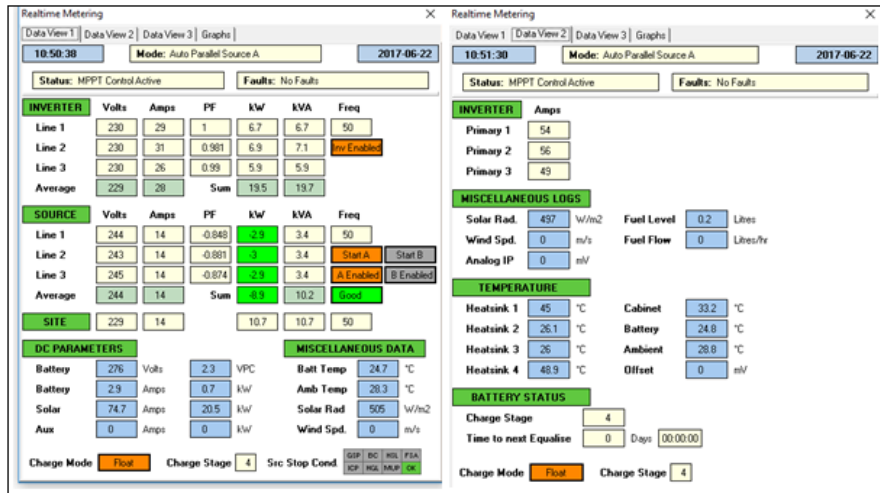 Realtime Metering
Data View 1 Data View 2 Data View 3 Graphs
10:50:38 Mode: Auto Parallel Source A 2017-06-22
Status: MPPT Control Active Faults: No Faults
INVERTER Volts Amps PF kW kVA Freq
Line 1 230 29 1 6.7 6.7 50
Line 2 230 31 0.981 6.9 7.1 Inv Enabled
Line 3 230 26 0.99 5.9 5.9
Average 229 28 Sum 19.5 19.7
SOURCE Volts Amps PF kW kVA Freq
Line 1 244 14 -0.848 -2.9 3.4 50
Line 2 243 14 -0.881 -3 3.4 Start A Start B
Line 3 245 14 -0.874 -2.9 3.4 A Enabled B Enabled
Average 244 14 Sum -8.9 10.2 Good
SITE 229 14 10.7 10.7 50
DC PARAMETERS MISCELLANEOUS DATA
Battery 276 Volts 2.3 VPC Batt Temp 24.7 °C
Battery 2.9 Amps 0.7 kW Amb Temp 28.3 °C
Solar 74.7 Amps 20.5 kW Solar Rad 505 W/m2
Aux 0 Amps 0 kW Wind Spd. 0 m/s
Charge Mode Float Charge Stage 4 Src Stop Cond GSP BC HGL FSA
ICP HGL MUP OK
Realtime Metering
Data View 1 Data View 2 Data View 3 Graphs
10:51:30 Mode: Auto Parallel Source A 2017-06-22
Status: MPPT Control Active Faults: No Faults
INVERTER Amps
Primary 1 54
Primary 2 56
Primary 3 49
MISCELLANEOUS LOGS
Solar Rad. 497 W/m2 Fuel Level 0.2 Litres
Wind Spd. 0 m/s Fuel Flow 0 Litres/hr
Analog IP 0 mV
TEMPERATURE
Heatsink 1 45 °C Cabinet 33.2 °C
Heatsink 2 26.1 °C Battery 24.8 °C
Heatsink 3 26 °C Ambient 28.8 °C
Heatsink 4 48.9 °C Offset 0 mV
BATTERY STATUS
Charge Stage 4
Time to next Equalise 0 Days 00:00:00
Charge Mode Float Charge Stage 4